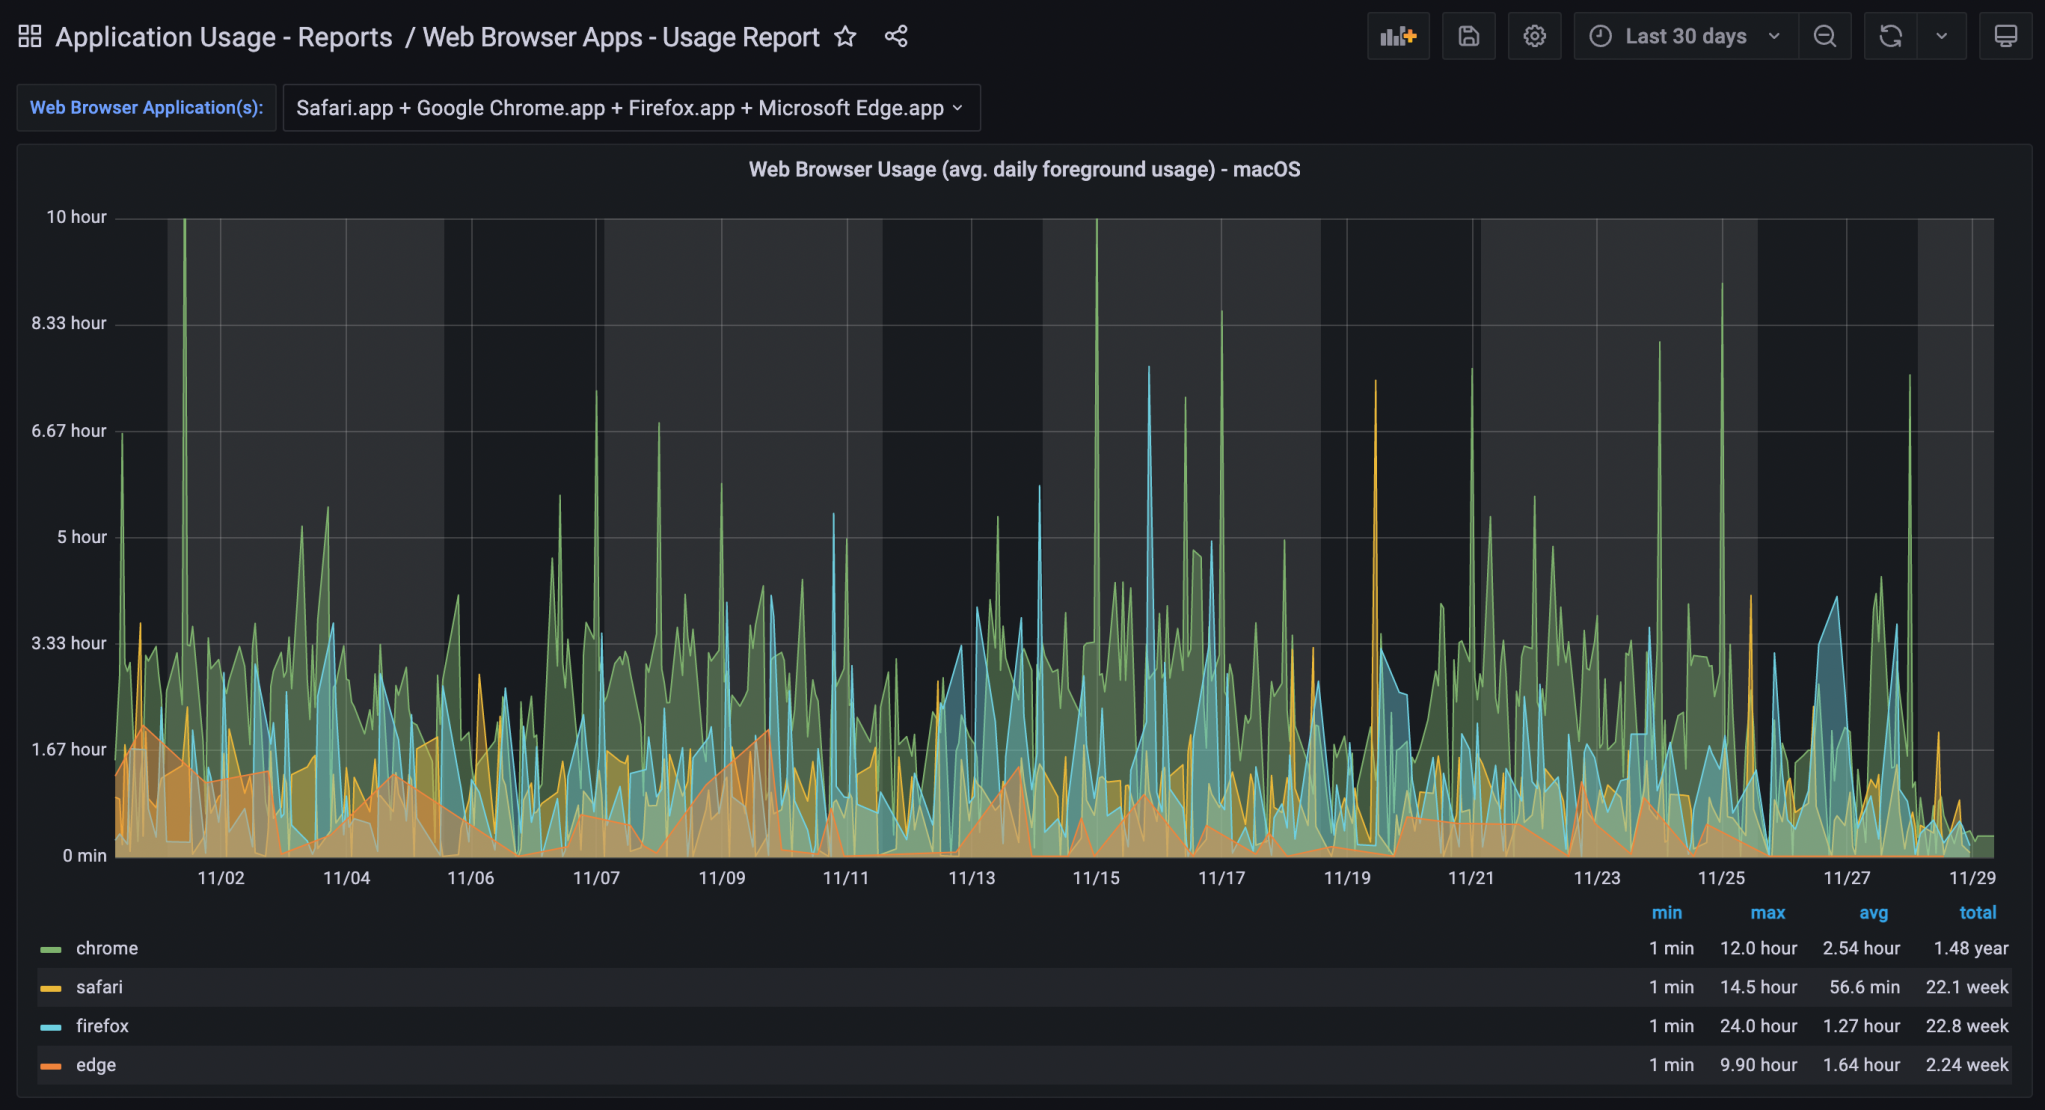 Application Usage - Reports / Web Browser Apps - Usage Report
Last 30 days
Web Browser Application(s): Safari.app + Google Chrome.app + Firefox.app + Microsoft Edge.app
Web Browser Usage (avg. daily foreground usage) - macOS
10 hour
8.33 hour
6.67 hour
5 hour
3.33 hour
1.67 hour
0 min
11/02 11/04 11/06 11/07 11/09 11/11 11/13 11/15 11/17 11/19 11/21 11/23 11/25 11/27 11/29
min max avg total
chrome 1 min 12.0 hour 2.54 hour 1.48 year
safari 1 min 14.5 hour 56.6 min 22.1 week
firefox 1 min 24.0 hour 1.27 hour 22.8 week
edge 1 min 9.90 hour 1.64 hour 2.24 week